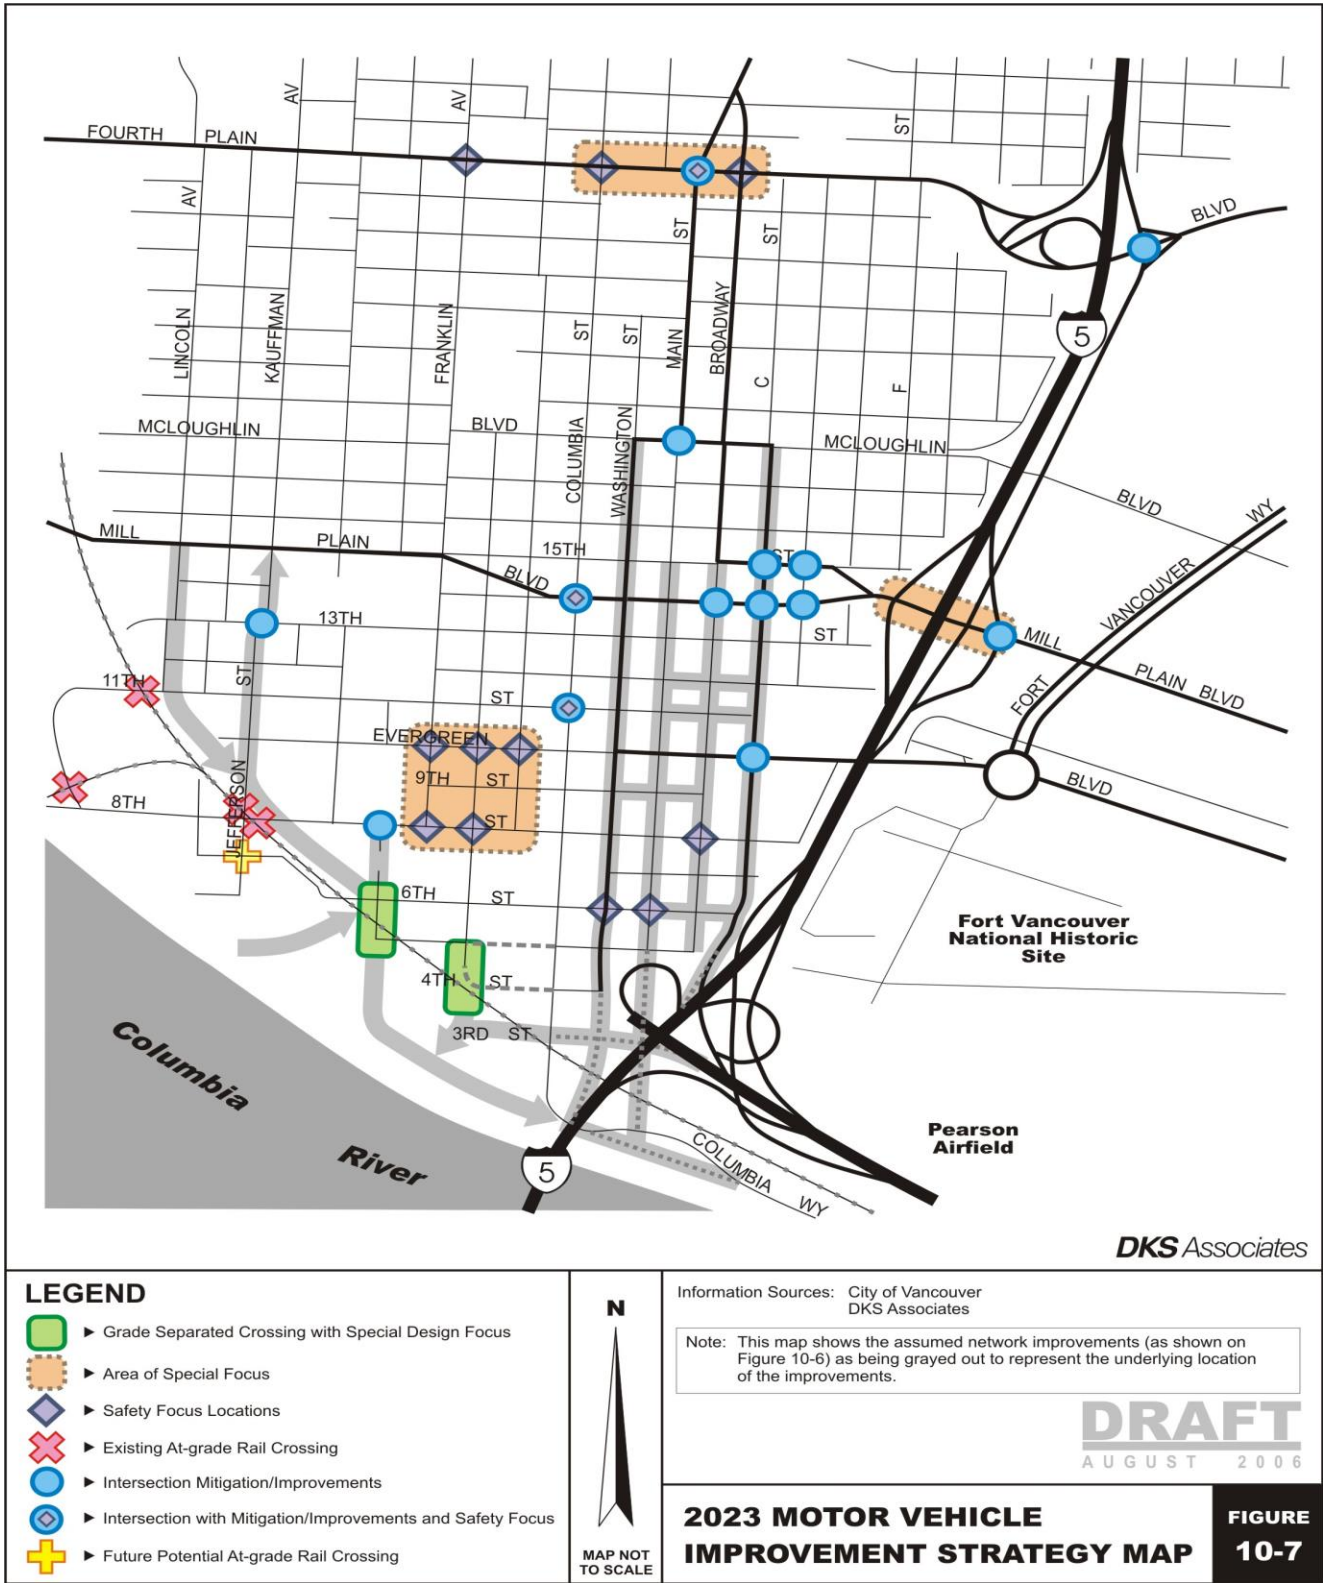 AV
AV
ST
FOURTH PLAIN
AV
BLVD
ST
ST
5
LINCOLN
KAUFFMAN
FRANKLIN
ST
ST
MAIN
BROADWAY
C
F
MCLOUGHLIN
BLVD
COLUMBIA
WASHINGTON
MCLOUGHLIN
BLVD
WY
MILL
PLAIN
BLVD
15TH
ST
VANCOUVER
13TH
ST
MILL
PLAIN BLVD
11TH
ST
ST
FORT
EVERGREEN
9TH ST
BLVD
8TH
ST
JEFFERSON
6TH
ST
4TH ST
3RD ST
Fort Vancouver
National Historic
Site
Columbia
River
5
COLUMBIA
WY
Pearson
Airfield
DKS Associates
LEGEND
Grade Separated Crossing with Special Design Focus
Area of Special Focus
Safety Focus Locations
Existing At-grade Rail Crossing
Intersection Mitigation/Improvements
Intersection with Mitigation/Improvements and Safety Focus
Future Potential At-grade Rail Crossing
N
MAP NOT
TO SCALE
Information Sources: City of Vancouver
DKS Associates
Note: This map shows the assumed network improvements (as shown on
Figure 10-6) as being grayed out to represent the underlying location
of the improvements.
DRAFT
AUGUST 2006
2023 MOTOR VEHICLE
IMPROVEMENT STRATEGY MAP
FIGURE
10-7